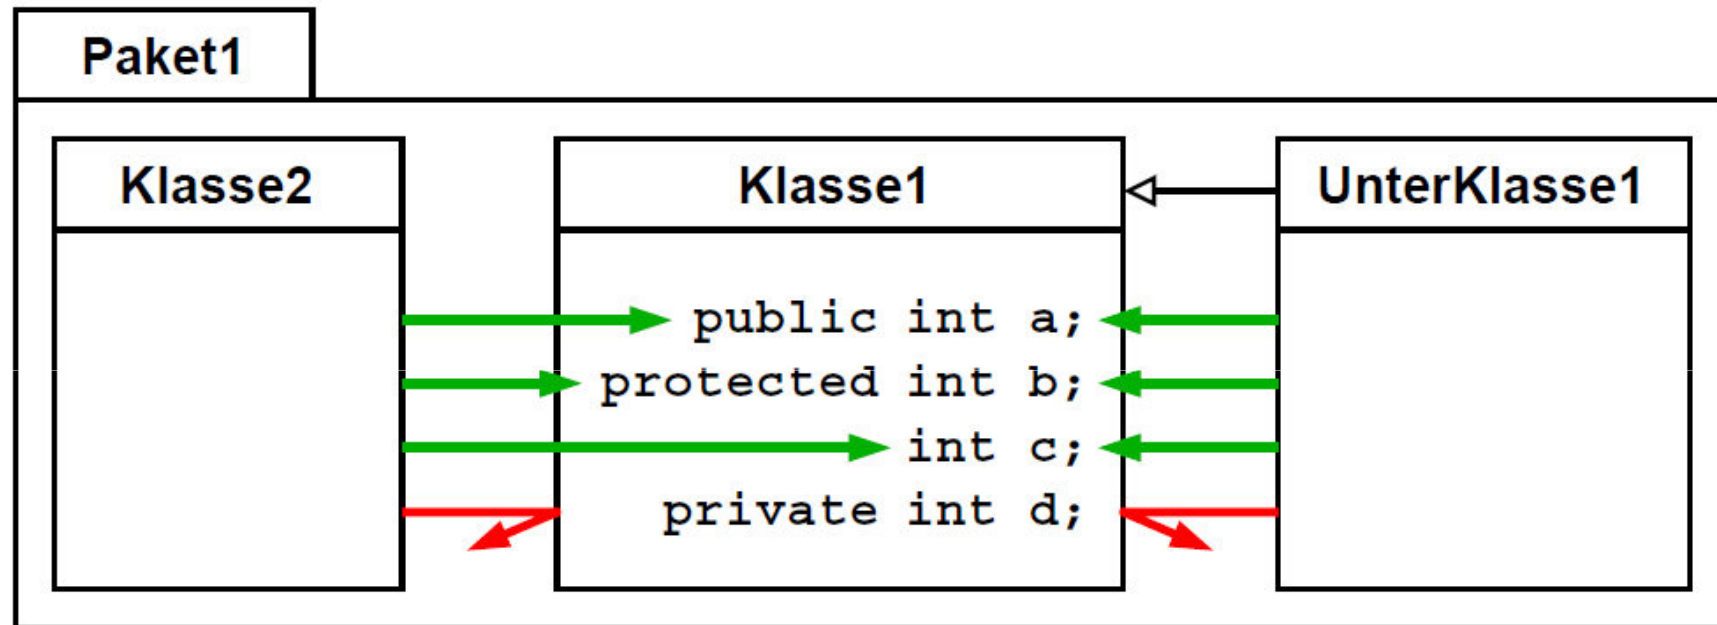 Paket1
Klasse2
Klasse1
UnterKlasse1
public int a;
protected int b;
int c;
private int d;